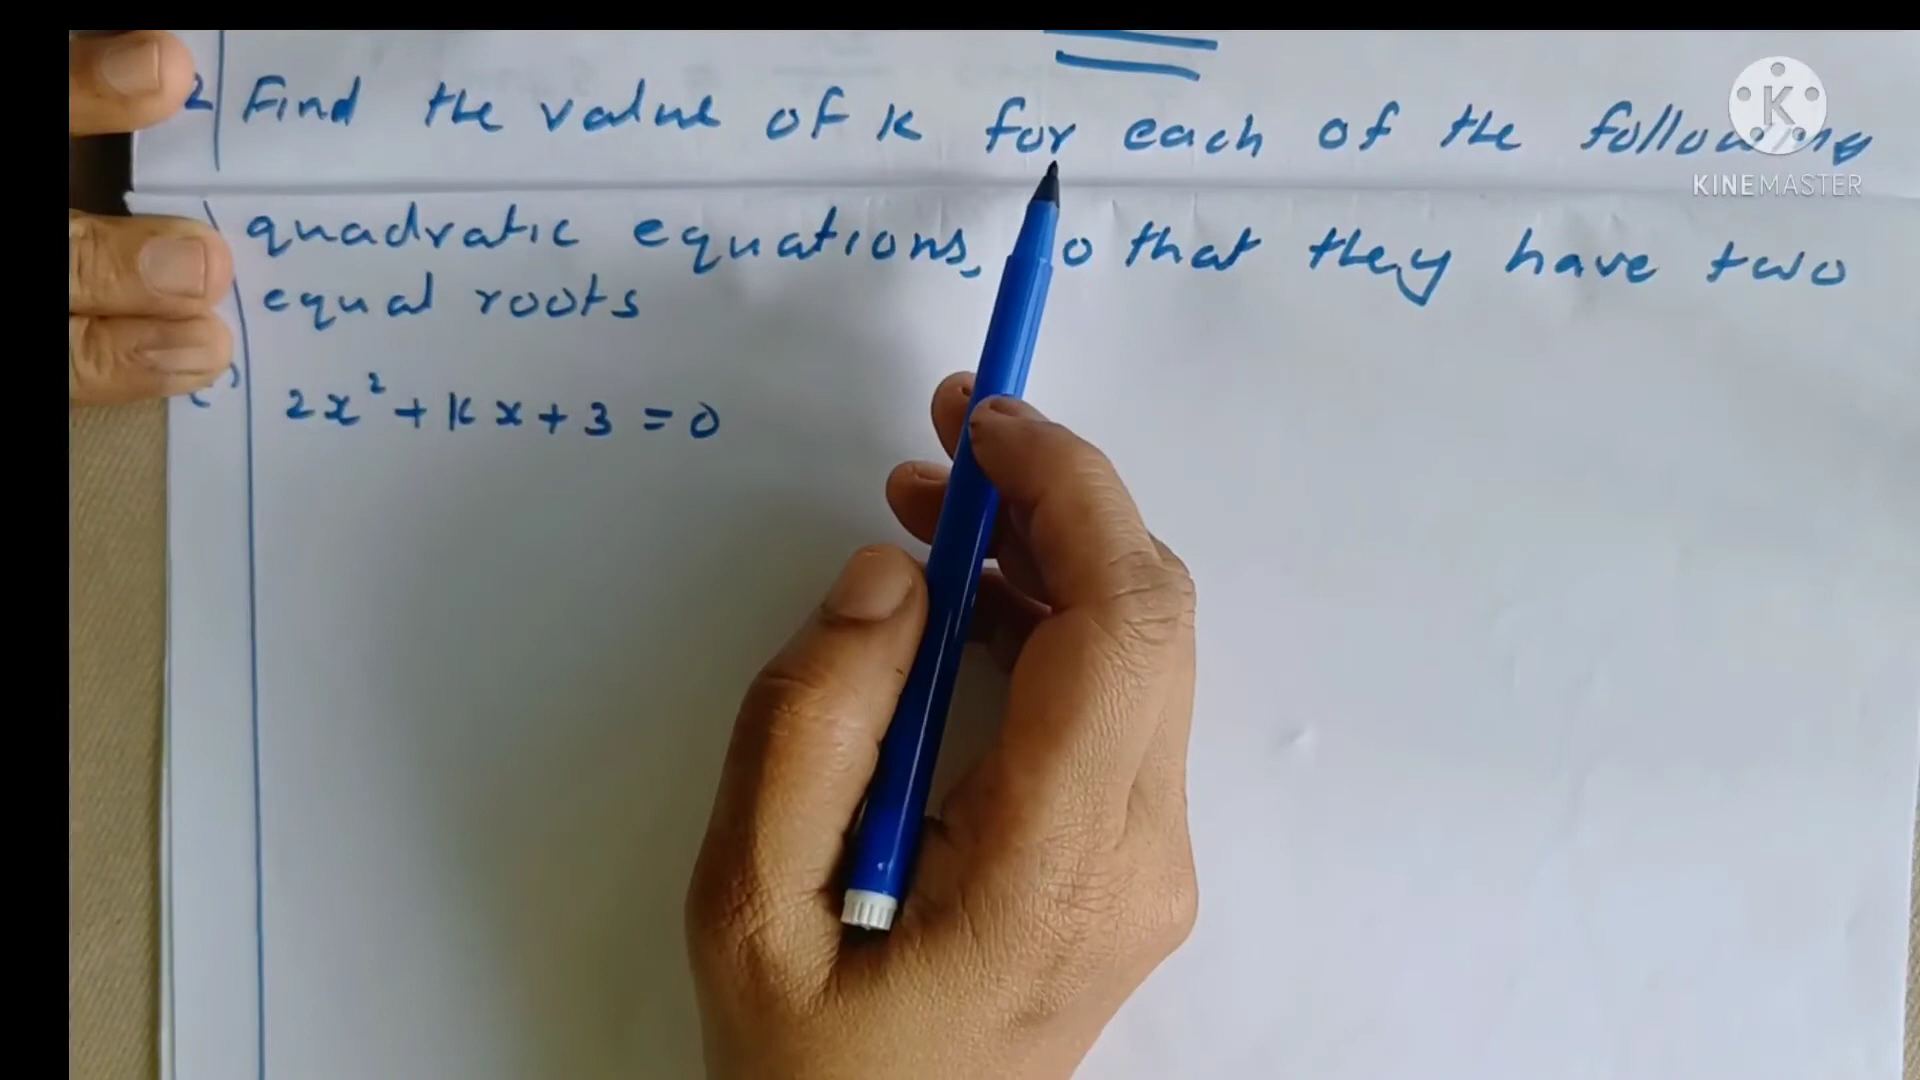 2 Find the value of k for each of the following
quadratic equations, so that they have two
equal roots
2x² + kx + 3 = 0
K
KINEMASTER